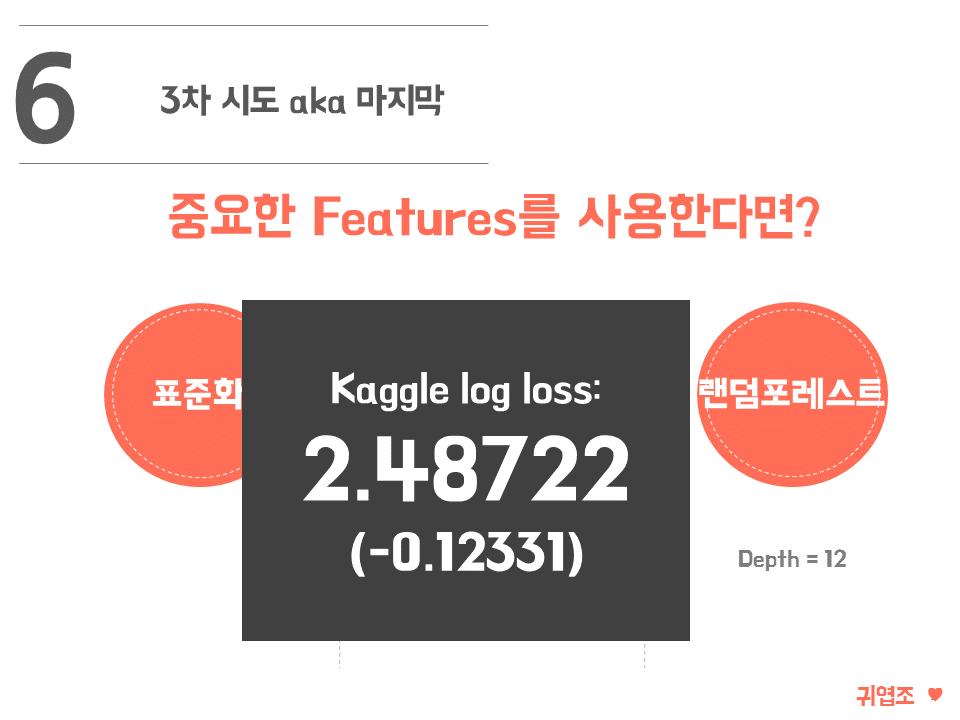 6
3차 시도 aka 마지막
중요한 Features를 사용한다면?
표준화
Kaggle log loss:
2.48722
(-0.12331)
랜덤포레스트
Depth = 12
귀엽조